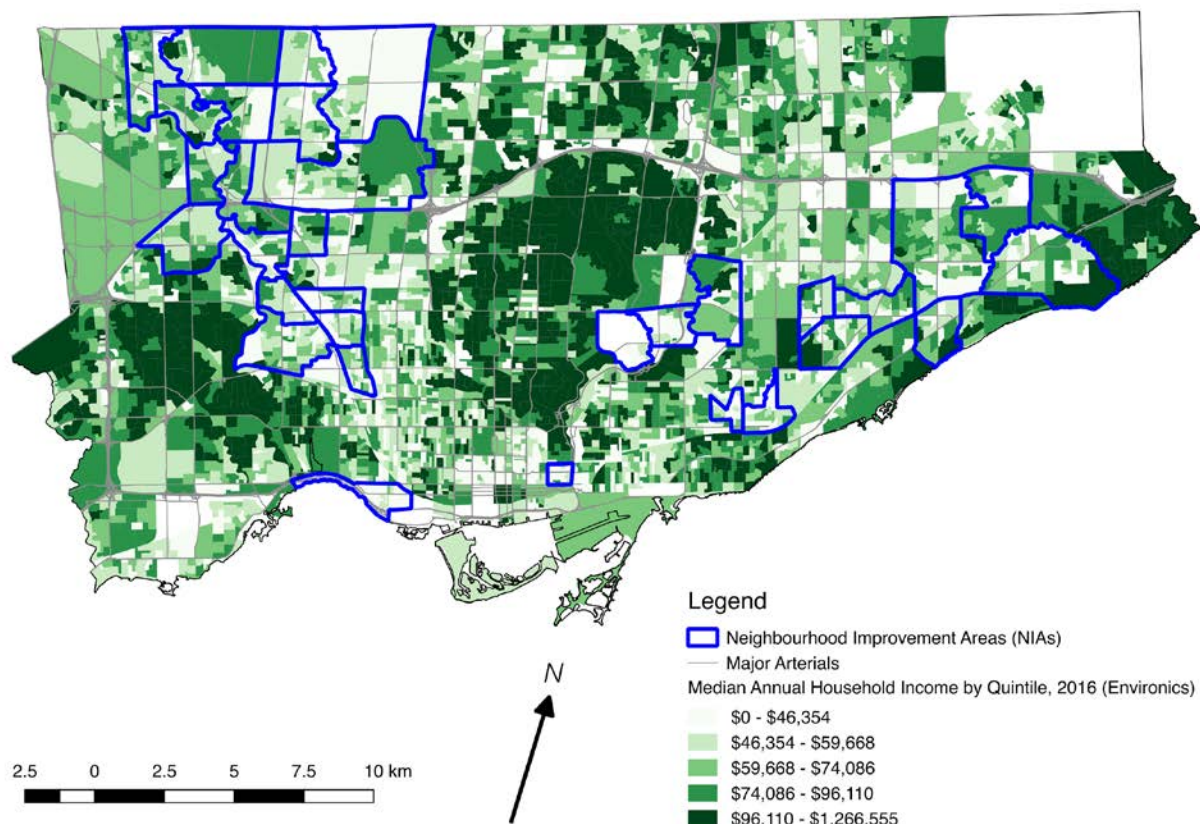 Legend
Neighbourhood Improvement Areas (NIAs)
Major Arterials
Median Annual Household Income by Quintile, 2016 (Environics)
$0 - $46,354
$46,354 - $59,668
$59,668 - $74,086
$74,086 - $96,110
$96,110 - $1,266,555
N
2.5 0 2.5 5 7.5 10 km